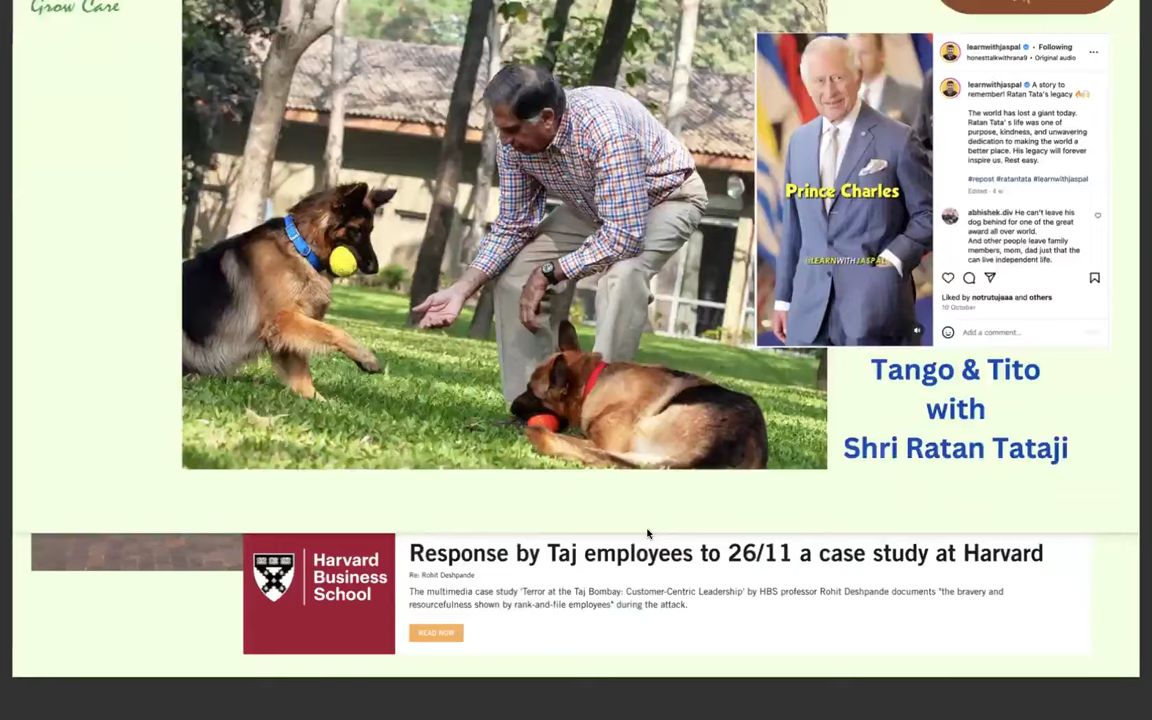 Grow Care
learnwithjaspal • Following
honesttalkwithrana9 • Original audio
learnwithjaspal A story to
remember! Ratan Tata's legacy
The world has lost a giant today.
Ratan Tata' s life was one of
purpose, kindness, and unwavering
dedication to making the world a
better place. His legacy will forever
inspire us. Rest easy.
#repost #ratantata #learnwithjaspal
Edited · 4 w
Prince Charles
@LEARNWITHJASPAL
abhishek.div He can't leave his
dog behind for one of the great
award all over world.
And other people leave family
members, mom, dad just that the
can live independent life.
Liked by notrutujaaa and others
10 October
Add a comment...
Tango & Tito
with
Shri Ratan Tataji
Harvard
Business
School
Response by Taj employees to 26/11 a case study at Harvard
Re: Rohit Deshpande
The multimedia case study 'Terror at the Taj Bombay: Customer-Centric Leadership' by HBS professor Rohit Deshpande documents "the bravery and
resourcefulness shown by rank-and-file employees" during the attack.
READ NOW